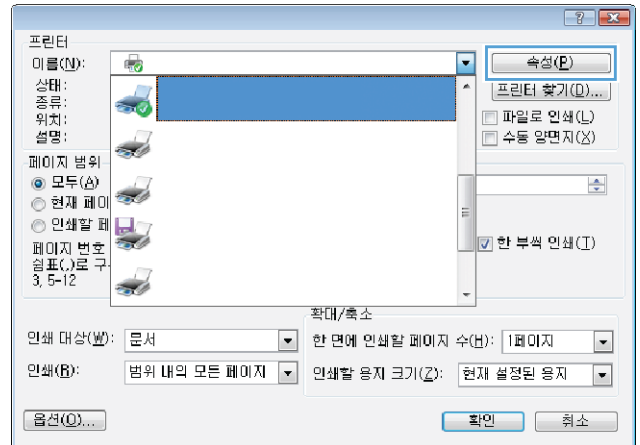 프린터
이름(N): 속성(P)
상태: 프린터 찾기(D)...
종류:
위치: 파일로 인쇄(L)
설명: 수동 양면지(X)
페이지 범위
모두(A)
현재 페이
인쇄할 페
페이지 번호 한 부씩 인쇄(T)
쉼표(,)로 구
3, 5-12
확대/축소
인쇄 대상(W): 문서 한 면에 인쇄할 페이지 수(H): 1페이지
인쇄(R): 범위 내의 모든 페이지 인쇄할 용지 크기(Z): 현재 설정된 용지
옵션(O)... 확인 취소